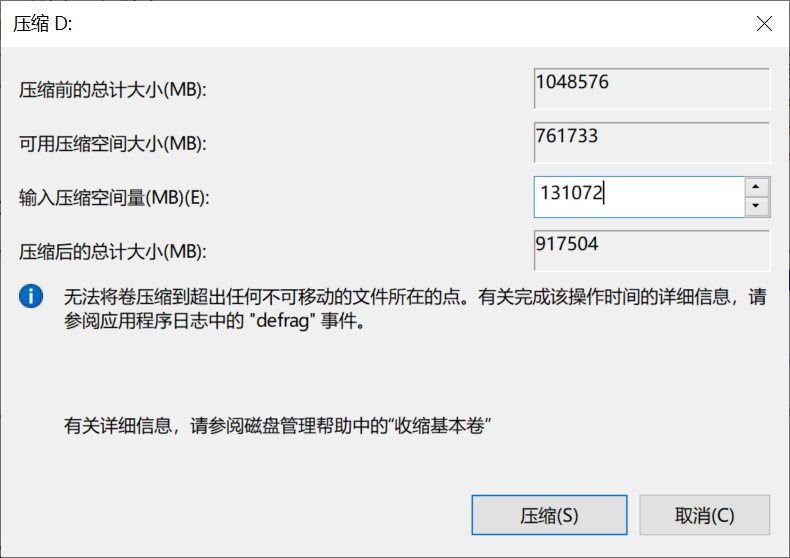 压缩 D:
压缩前的总计大小(MB): 1048576
可用压缩空间大小(MB): 761733
输入压缩空间量(MB)(E): 131072
压缩后的总计大小(MB): 917504
无法将卷压缩到超出任何不可移动的文件所在的点。有关完成该操作时间的详细信息，请
参阅应用程序日志中的 "defrag" 事件。
有关详细信息，请参阅磁盘管理帮助中的“收缩基本卷”
压缩(S) 取消(C)